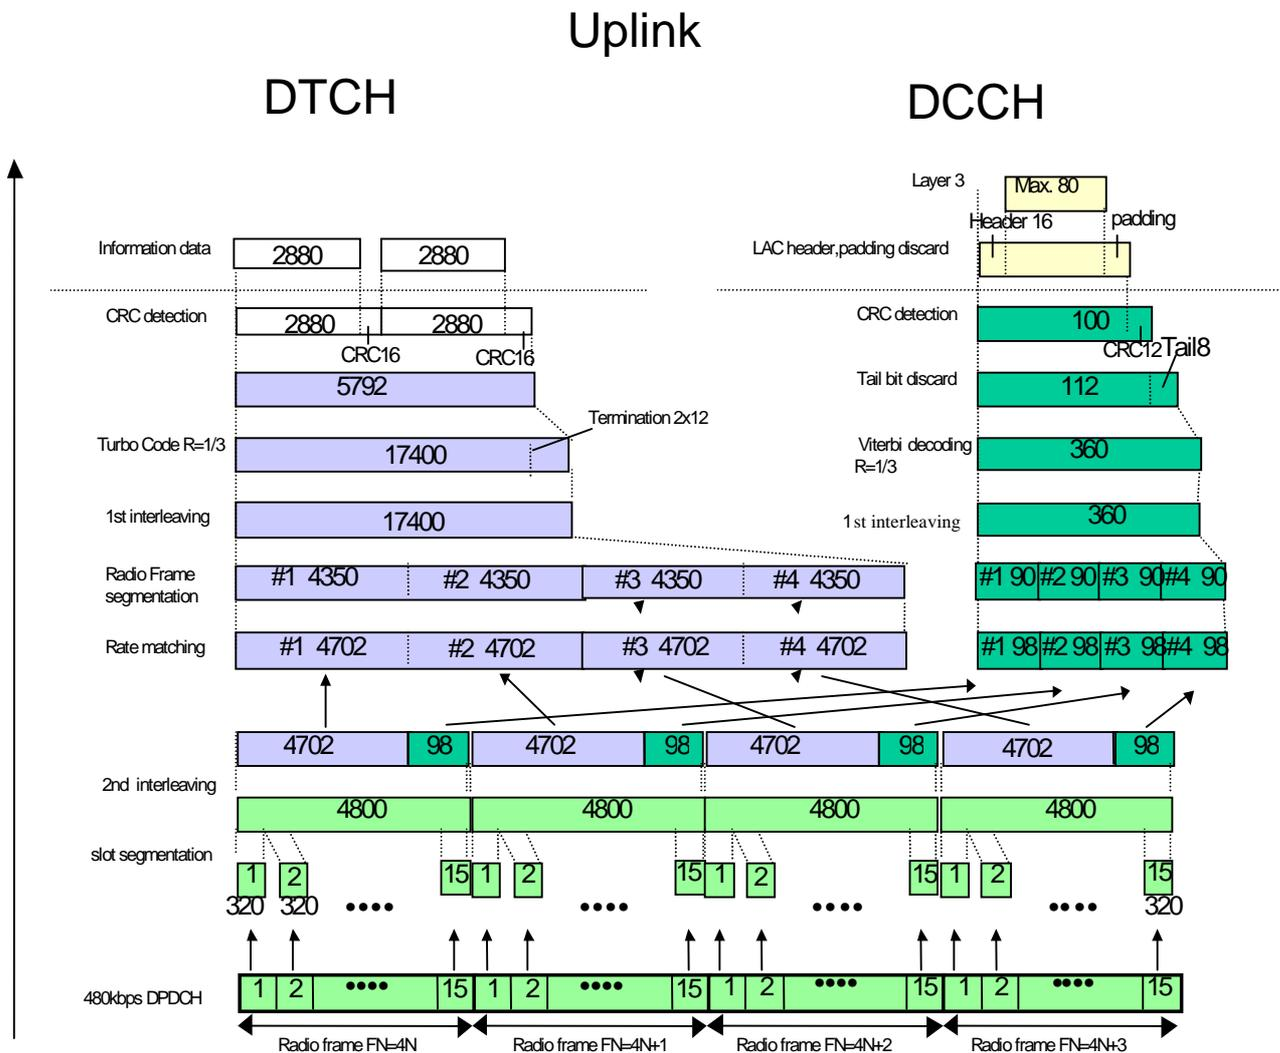 Uplink
DTCH
DCCH
Layer 3
Max. 80
Header 16
padding
Information data
2880
2880
LAC header,padding discard
CRC detection
2880
2880
CRC16
CRC16
CRC detection
100
CRC12
Tail8
5792
Tail bit discard
112
Termination 2x12
Turbo Code R=1/3
17400
Viterbi decoding
R=1/3
360
1st interleaving
17400
1st interleaving
360
Radio Frame
segmentation
#1 4350
#2 4350
#3 4350
#4 4350
#1 90
#2 90
#3 90
#4 90
Rate matching
#1 4702
#2 4702
#3 4702
#4 4702
#1 98
#2 98
#3 98
#4 98
4702
98
4702
98
4702
98
4702
98
2nd interleaving
4800
4800
4800
4800
slot segmentation
1
2
15
1
2
15
1
2
15
1
2
15
320
320
••••
••••
••••
••••
320
480kbps DPDCH
1
2
••••
15
1
2
••••
15
1
2
••••
15
1
2
••••
15
Radio frame FN=4N
Radio frame FN=4N+1
Radio frame FN=4N+2
Radio frame FN=4N+3